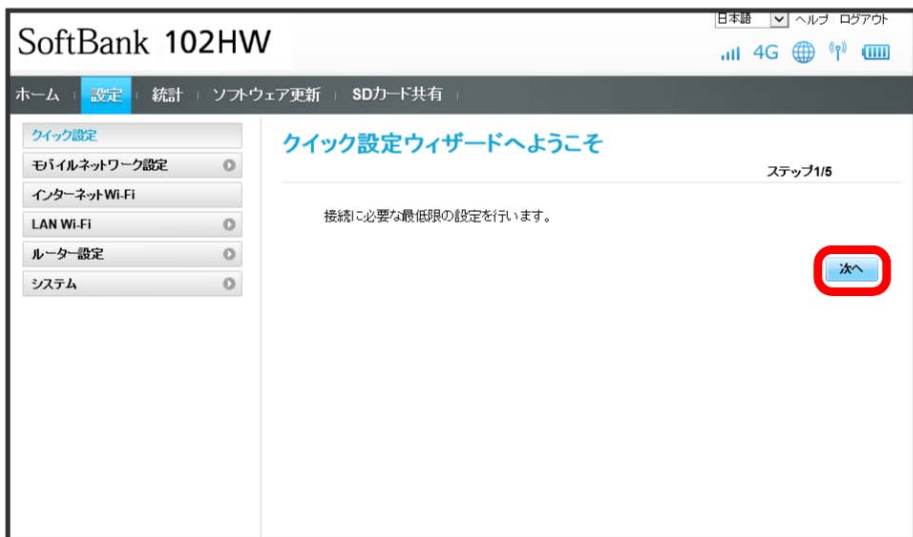 日本語 ヘルプ ログアウト
SoftBank 102HW
4G
ホーム 設定 統計 ソフトウェア更新 SDカード共有
クイック設定
モバイルネットワーク設定
インターネットWi-Fi
LAN Wi-Fi
ルーター設定
システム
クイック設定ウィザードへようこそ
ステップ1/5
接続に必要な最低限の設定を行います。
次へ